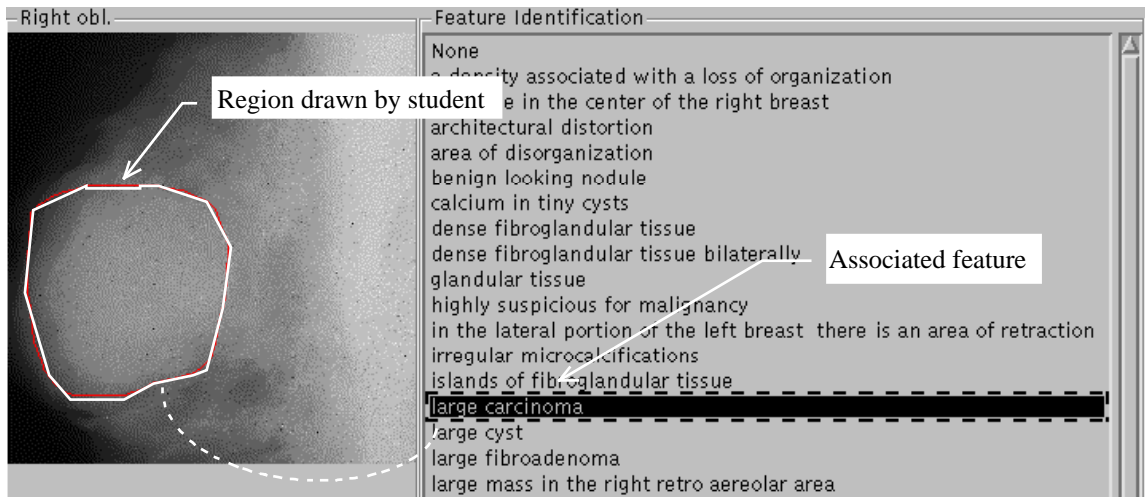 Right obl.
Feature Identification
None
a density associated with a loss of organization
Region drawn by student
in the center of the right breast
architectural distortion
area of disorganization
benign looking nodule
calcium in tiny cysts
dense fibroglandular tissue
dense fibroglandular tissue bilaterally
Associated feature
glandular tissue
highly suspicious for malignancy
in the lateral portion of the left breast there is an area of retraction
irregular microcalcifications
islands of fibroglandular tissue
large carcinoma
large cyst
large fibroadenoma
large mass in the right retro aereolar area